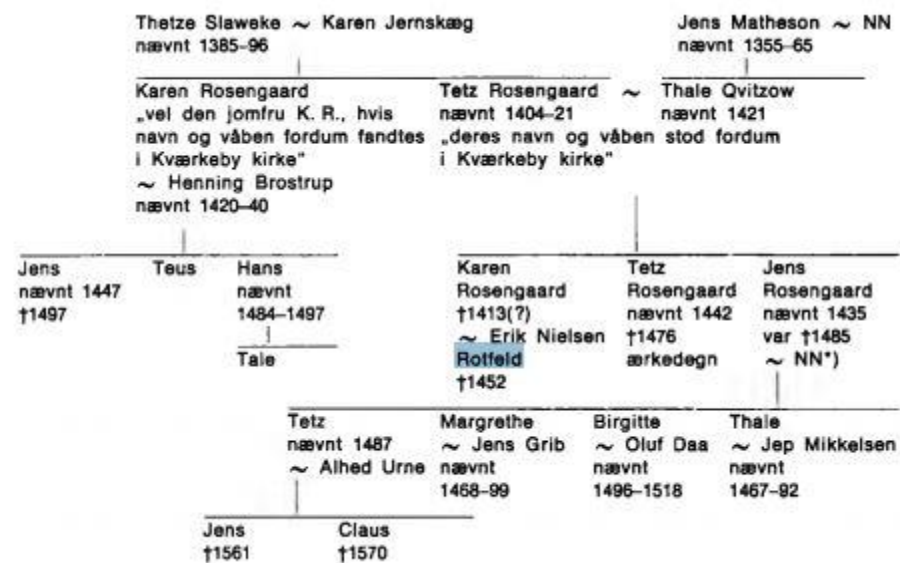 Thetze Slaweke ~ Karen Jernskæg
nævnt 1385–96
Jens Matheson ~ NN
nævnt 1355–65
Karen Rosengaard
„vel den jomfru K. R., hvis
navn og våben fordum fandtes
i Kværkeby kirke"
~ Henning Brostrup
nævnt 1420–40
Tetz Rosengaard ~ Thale Qvitzow
nævnt 1404–21 nævnt 1421
„deres navn og våben stod fordum
i Kværkeby kirke"
Jens
nævnt 1447
†1497
Teus
Hans
nævnt
1484–1497
Tale
Karen
Rosengaard
†1413(?)
~ Erik Nielsen
Rotfeld
†1452
Tetz
Rosengaard
nævnt 1442
†1476
ærkedegn
Jens
Rosengaard
nævnt 1435
var †1485
~ NN*)
Tetz
nævnt 1487
~ Alhed Urne
Margrethe
~ Jens Grib
nævnt
1468–99
Birgitte
~ Oluf Daa
nævnt
1496–1518
Thale
~ Jep Mikkelsen
nævnt
1467–92
Jens
†1561
Claus
†1570